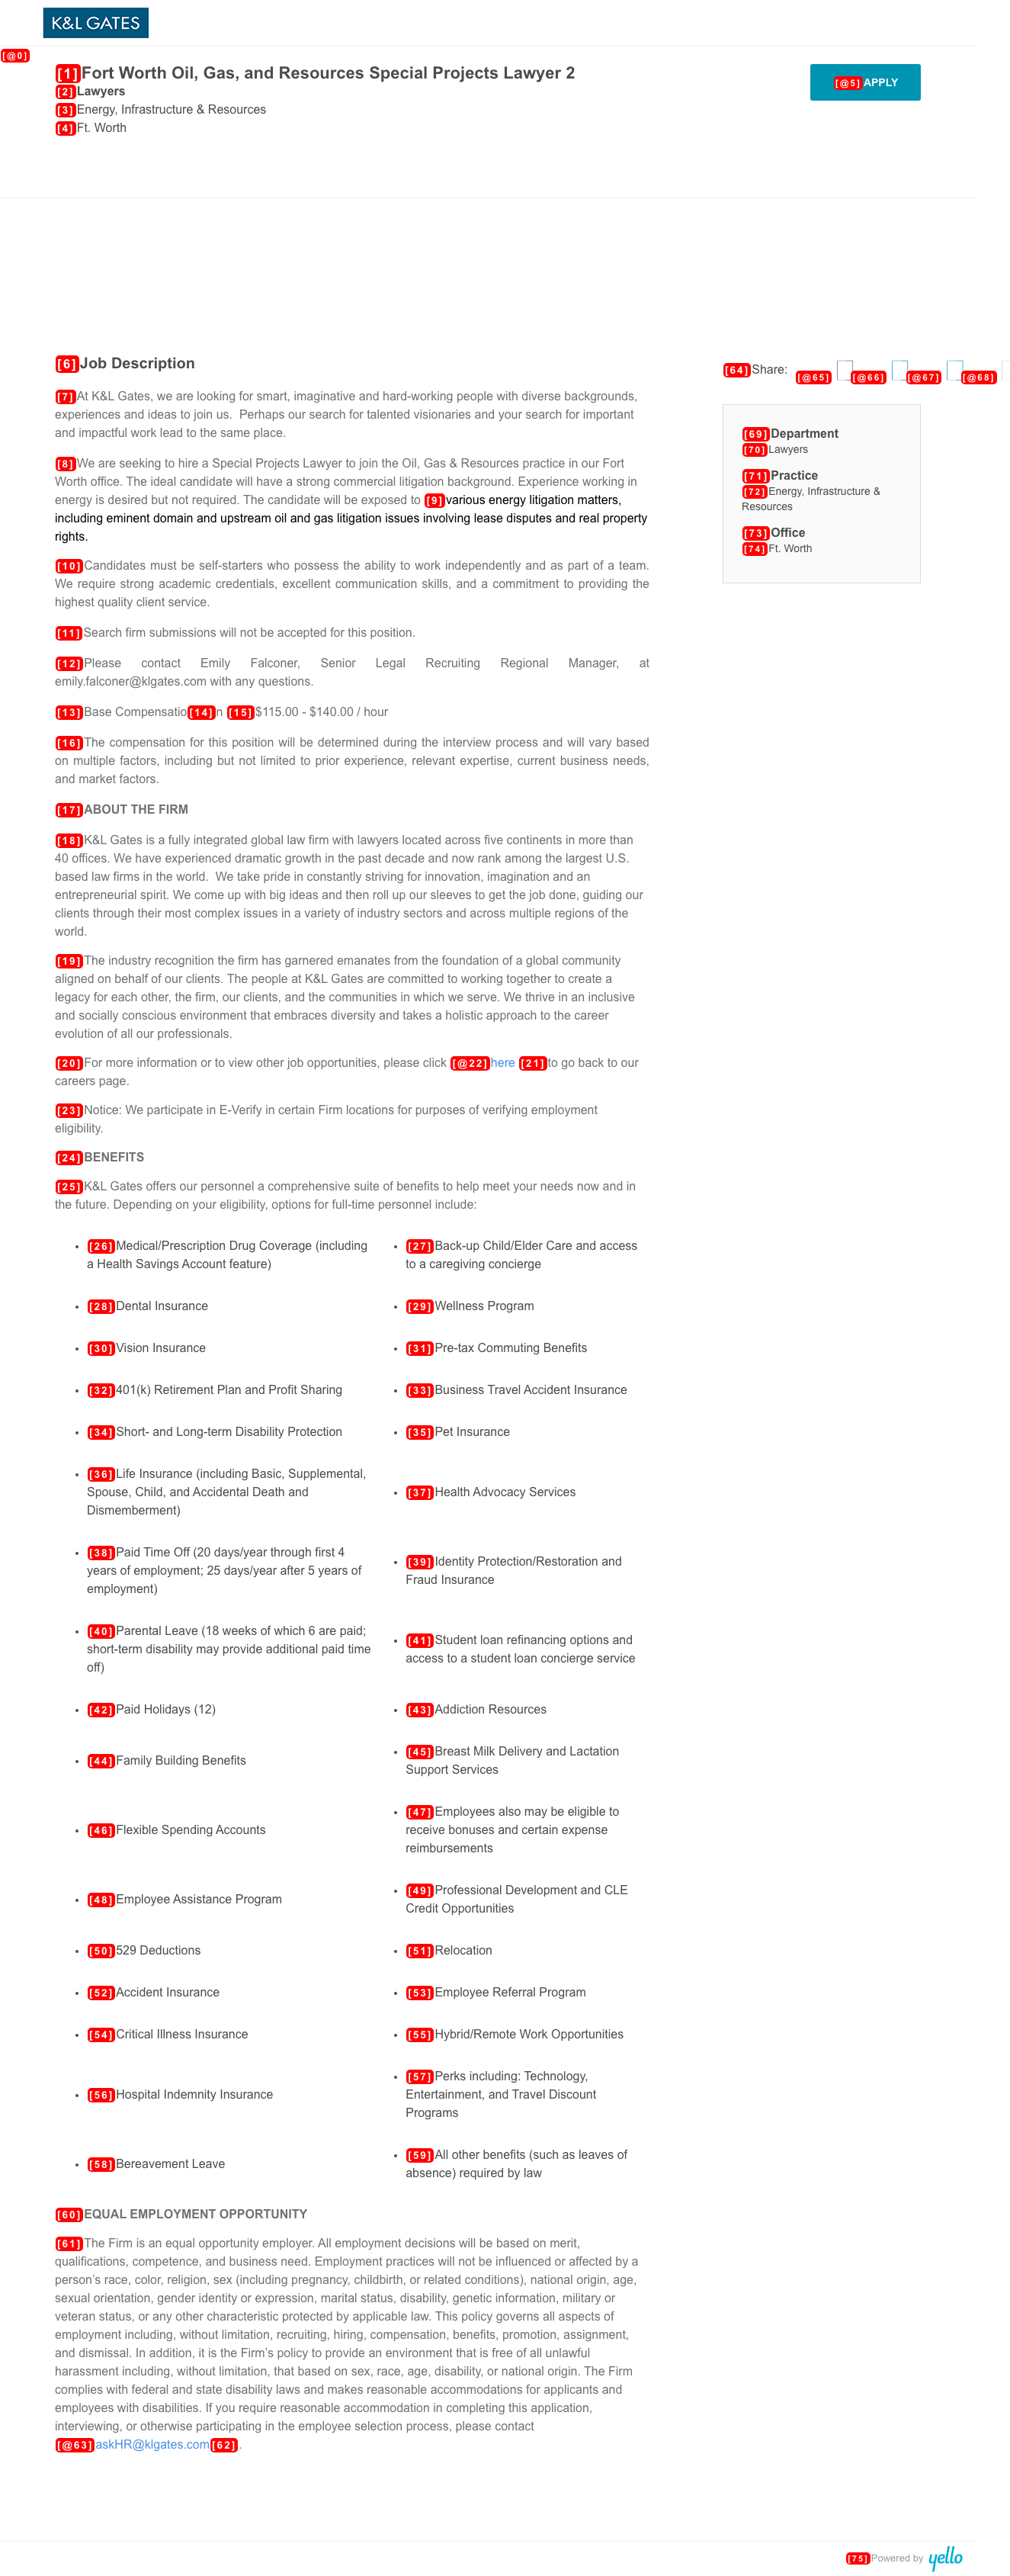 K&L GATES
[@0]
[1]Fort Worth Oil, Gas, and Resources Special Projects Lawyer 2
[2]Lawyers
[3]Energy, Infrastructure & Resources
[4]Ft. Worth
[@5]APPLY
[6]Job Description
[7]At K&L Gates, we are looking for smart, imaginative and hard-working people with diverse backgrounds,
experiences and ideas to join us.  Perhaps our search for talented visionaries and your search for important
and impactful work lead to the same place.
[8]We are seeking to hire a Special Projects Lawyer to join the Oil, Gas & Resources practice in our Fort
Worth office. The ideal candidate will have a strong commercial litigation background. Experience working in
energy is desired but not required. The candidate will be exposed to [9]various energy litigation matters,
including eminent domain and upstream oil and gas litigation issues involving lease disputes and real property
rights.
[10]Candidates must be self-starters who possess the ability to work independently and as part of a team.
We require strong academic credentials, excellent communication skills, and a commitment to providing the
highest quality client service.
[11]Search firm submissions will not be accepted for this position.
[12]Please contact Emily Falconer, Senior Legal Recruiting Regional Manager, at
emily.falconer@klgates.com with any questions.
[13]Base Compensatio[14]n [15]$115.00 - $140.00 / hour
[16]The compensation for this position will be determined during the interview process and will vary based
on multiple factors, including but not limited to prior experience, relevant expertise, current business needs,
and market factors.
[17]ABOUT THE FIRM
[18]K&L Gates is a fully integrated global law firm with lawyers located across five continents in more than
40 offices. We have experienced dramatic growth in the past decade and now rank among the largest U.S.
based law firms in the world.  We take pride in constantly striving for innovation, imagination and an
entrepreneurial spirit. We come up with big ideas and then roll up our sleeves to get the job done, guiding our
clients through their most complex issues in a variety of industry sectors and across multiple regions of the
world.
[19]The industry recognition the firm has garnered emanates from the foundation of a global community
aligned on behalf of our clients. The people at K&L Gates are committed to working together to create a
legacy for each other, the firm, our clients, and the communities in which we serve. We thrive in an inclusive
and socially conscious environment that embraces diversity and takes a holistic approach to the career
evolution of all our professionals.
[20]For more information or to view other job opportunities, please click [@22]here [21]to go back to our
careers page.
[23]Notice: We participate in E-Verify in certain Firm locations for purposes of verifying employment
eligibility.
[24]BENEFITS
[25]K&L Gates offers our personnel a comprehensive suite of benefits to help meet your needs now and in
the future. Depending on your eligibility, options for full-time personnel include:
[26]Medical/Prescription Drug Coverage (including
a Health Savings Account feature)
[27]Back-up Child/Elder Care and access
to a caregiving concierge
[28]Dental Insurance
[29]Wellness Program
[30]Vision Insurance
[31]Pre-tax Commuting Benefits
[32]401(k) Retirement Plan and Profit Sharing
[33]Business Travel Accident Insurance
[34]Short- and Long-term Disability Protection
[35]Pet Insurance
[36]Life Insurance (including Basic, Supplemental,
Spouse, Child, and Accidental Death and
Dismemberment)
[37]Health Advocacy Services
[38]Paid Time Off (20 days/year through first 4
years of employment; 25 days/year after 5 years of
employment)
[39]Identity Protection/Restoration and
Fraud Insurance
[40]Parental Leave (18 weeks of which 6 are paid;
short-term disability may provide additional paid time
off)
[41]Student loan refinancing options and
access to a student loan concierge service
[42]Paid Holidays (12)
[43]Addiction Resources
[44]Family Building Benefits
[45]Breast Milk Delivery and Lactation
Support Services
[46]Flexible Spending Accounts
[47]Employees also may be eligible to
receive bonuses and certain expense
reimbursements
[48]Employee Assistance Program
[49]Professional Development and CLE
Credit Opportunities
[50]529 Deductions
[51]Relocation
[52]Accident Insurance
[53]Employee Referral Program
[54]Critical Illness Insurance
[55]Hybrid/Remote Work Opportunities
[56]Hospital Indemnity Insurance
[57]Perks including: Technology,
Entertainment, and Travel Discount
Programs
[58]Bereavement Leave
[59]All other benefits (such as leaves of
absence) required by law
[60]EQUAL EMPLOYMENT OPPORTUNITY
[61]The Firm is an equal opportunity employer. All employment decisions will be based on merit,
qualifications, competence, and business need. Employment practices will not be influenced or affected by a
person's race, color, religion, sex (including pregnancy, childbirth, or related conditions), national origin, age,
sexual orientation, gender identity or expression, marital status, disability, genetic information, military or
veteran status, or any other characteristic protected by applicable law. This policy governs all aspects of
employment including, without limitation, recruiting, hiring, compensation, benefits, promotion, assignment,
and dismissal. In addition, it is the Firm's policy to provide an environment that is free of all unlawful
harassment including, without limitation, that based on sex, race, age, disability, or national origin. The Firm
complies with federal and state disability laws and makes reasonable accommodations for applicants and
employees with disabilities. If you require reasonable accommodation in completing this application,
interviewing, or otherwise participating in the employee selection process, please contact
[@63]askHR@klgates.com[62].
[64]Share: [@65] [@66] [@67] [@68]
[69]Department
[70]Lawyers
[71]Practice
[72]Energy, Infrastructure &
Resources
[73]Office
[74]Ft. Worth
[75]Powered by yello